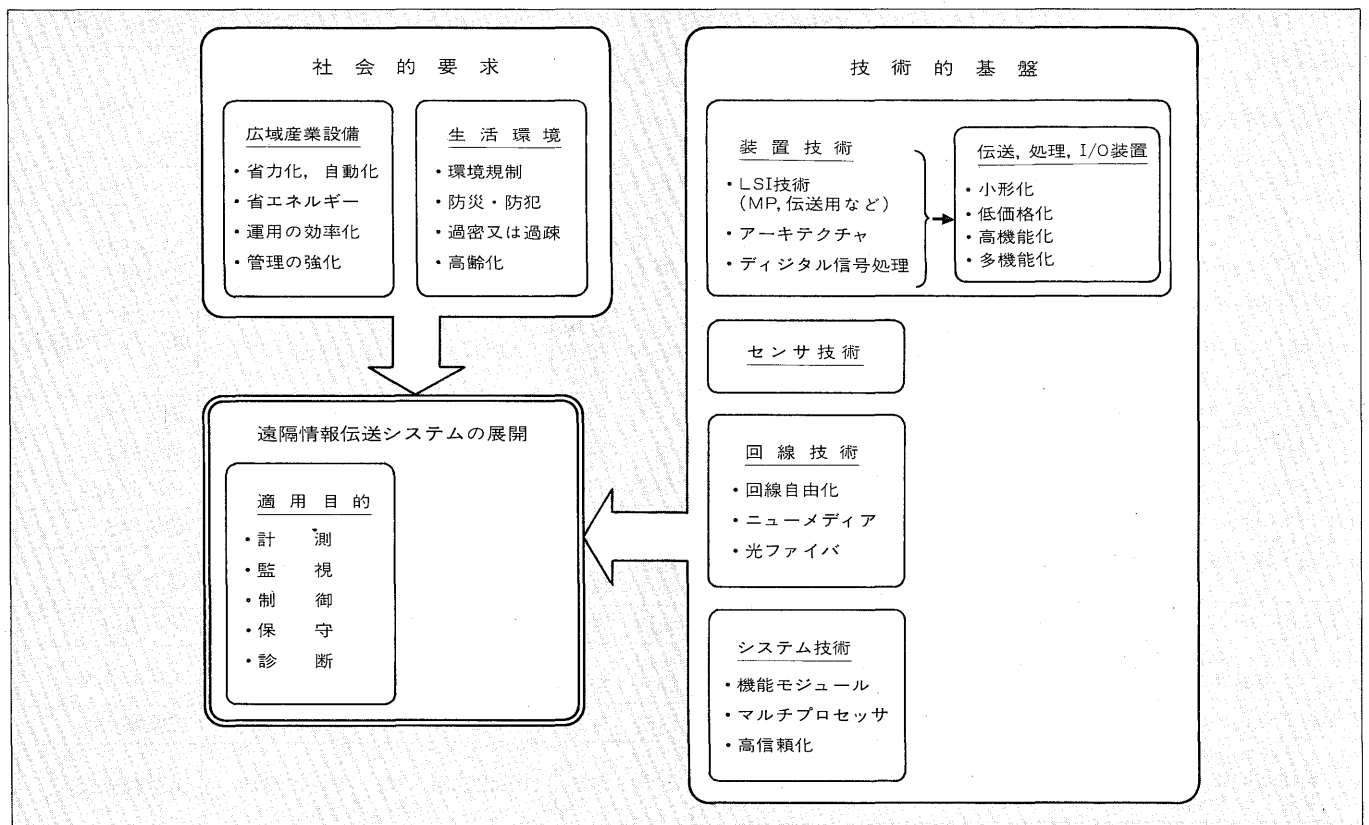 社会的要求
広域産業設備
・省力化，自動化
・省エネルギー
・運用の効率化
・管理の強化
生活環境
・環境規制
・防災・防犯
・過密又は過疎
・高齢化
遠隔情報伝送システムの展開
適用目的
・計測
・監視
・制御
・保守
・診断
技術的基盤
装置技術
・LSI技術
(MP，伝送用など)
・アーキテクチャ
・ディジタル信号処理
伝送，処理，I/O装置
・小形化
・低価格化
・高機能化
・多機能化
センサ技術
回線技術
・回線自由化
・ニューメディア
・光ファイバ
システム技術
・機能モジュール
・マルチプロセッサ
・高信頼化